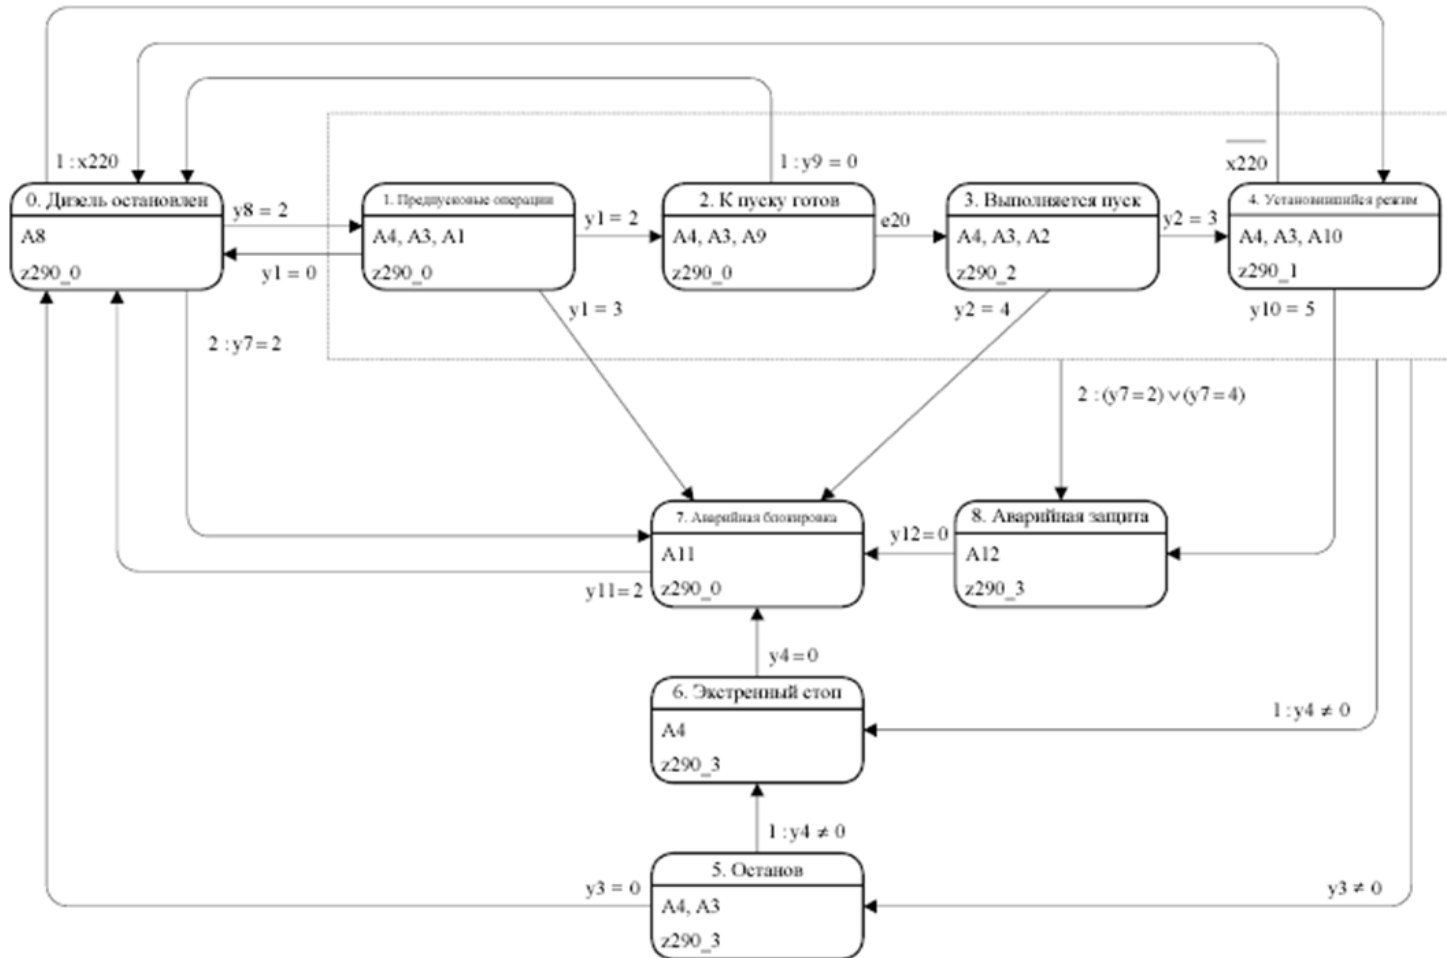 1 : x220
1 : y9 = 0
x220
0. Дизель остановлен
A8
z290_0
y8 = 2
y1 = 0
1. Предпусковые операции
A4, A3, A1
z290_0
y1 = 2
2. К пуску готов
A4, A3, A9
z290_0
e20
3. Выполняется пуск
A4, A3, A2
z290_2
y2 = 3
4. Установившийся режим
A4, A3, A10
z290_1
y1 = 3
y2 = 4
y10 = 5
2 : y7 = 2
2 : (y7 = 2) ∨ (y7 = 4)
7. Аварийная блокировка
A11
z290_0
y11 = 2
y12 = 0
8. Аварийная защита
A12
z290_3
y4 = 0
6. Экстренный стоп
A4
z290_3
1 : y4 ≠ 0
1 : y4 ≠ 0
5. Останов
A4, A3
z290_3
y3 = 0
y3 ≠ 0